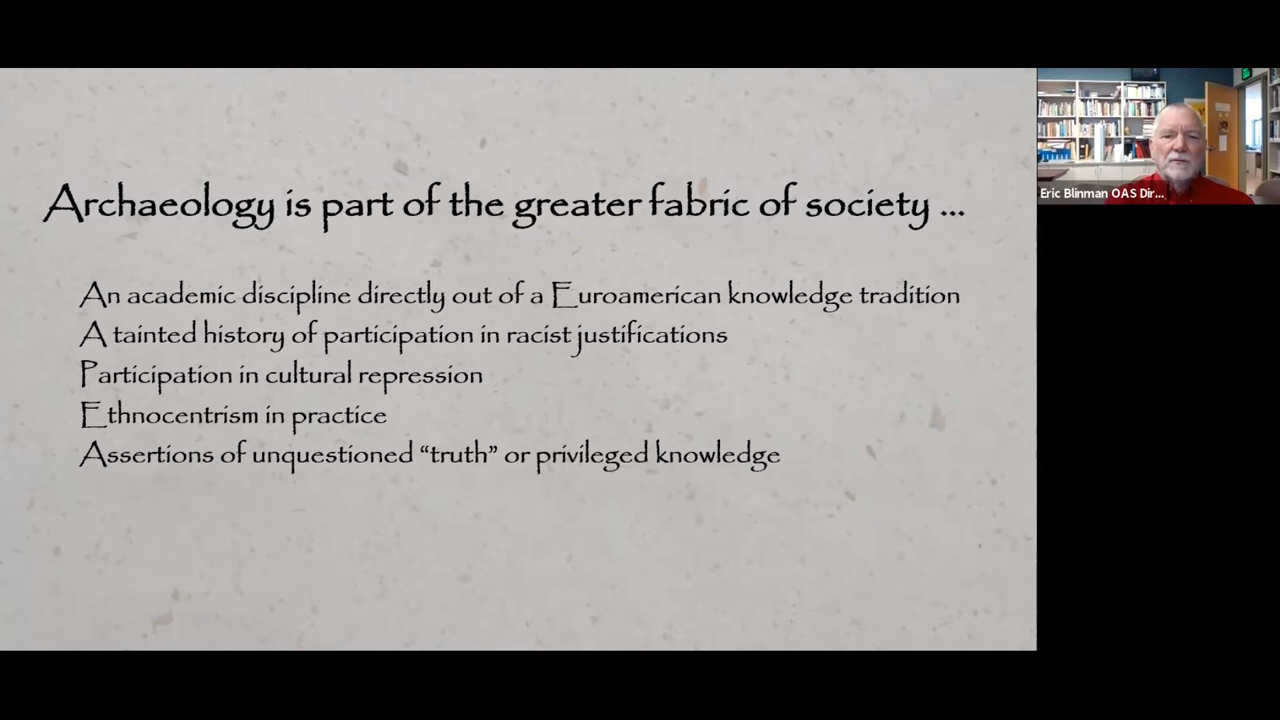 Archaeology is part of the greater fabric of society ...
An academic discipline directly out of a Euroamerican knowledge tradition
A tainted history of participation in racist justifications
Participation in cultural repression
Ethnocentrism in practice
Assertions of unquestioned “truth” or privileged knowledge
Eric Blinman OAS Dir...